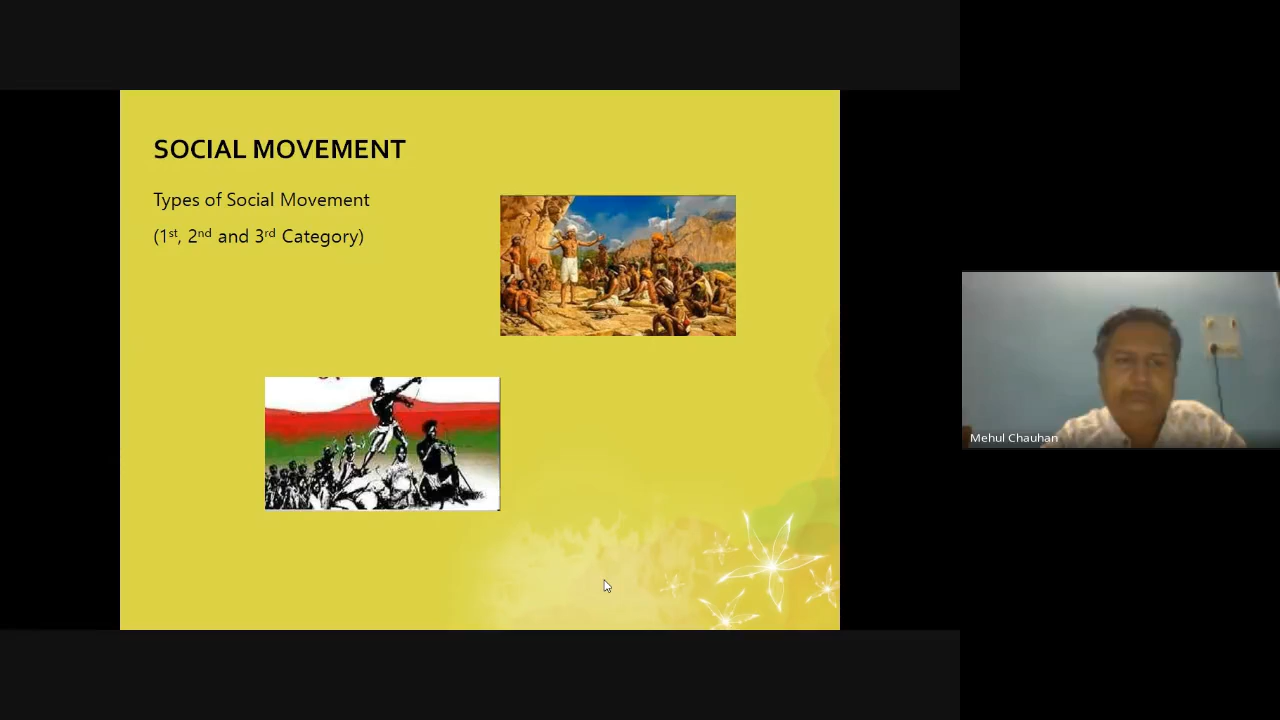 SOCIAL MOVEMENT
Types of Social Movement
(1st, 2nd and 3rd Category)
Mehul Chauhan